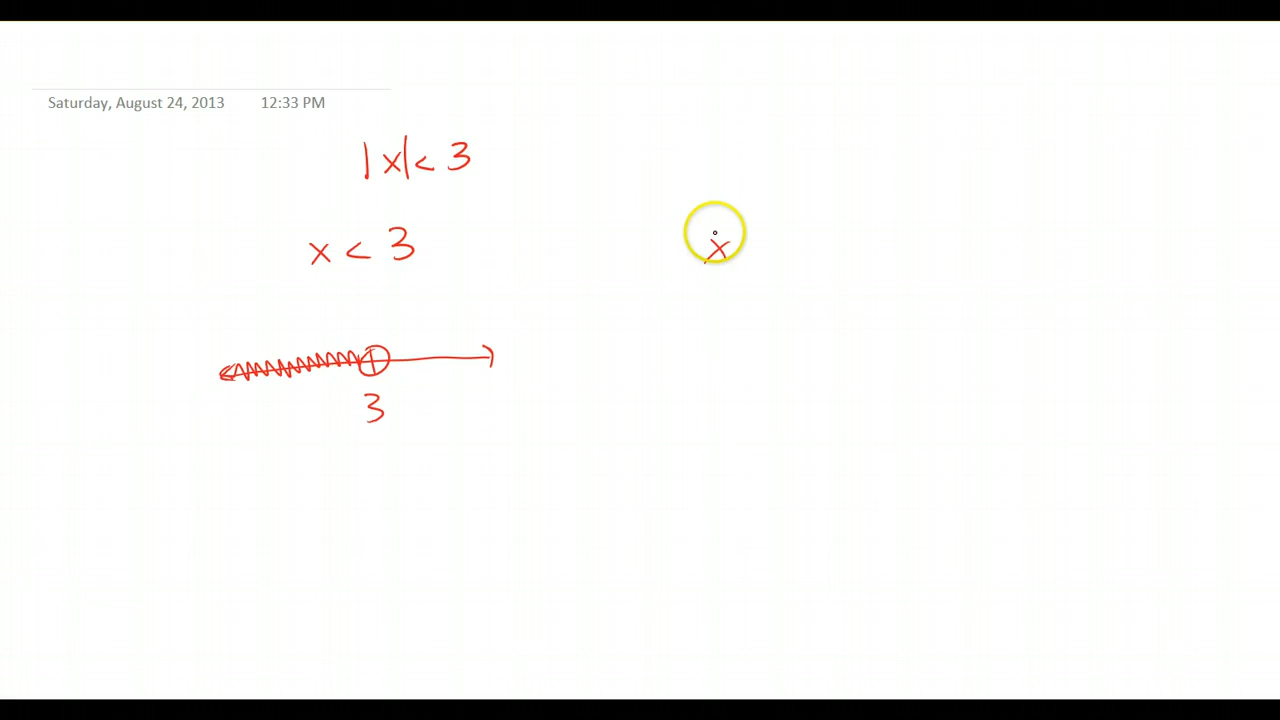 Saturday, August 24, 2013 12:33 PM
|x| < 3
x < 3
x
3